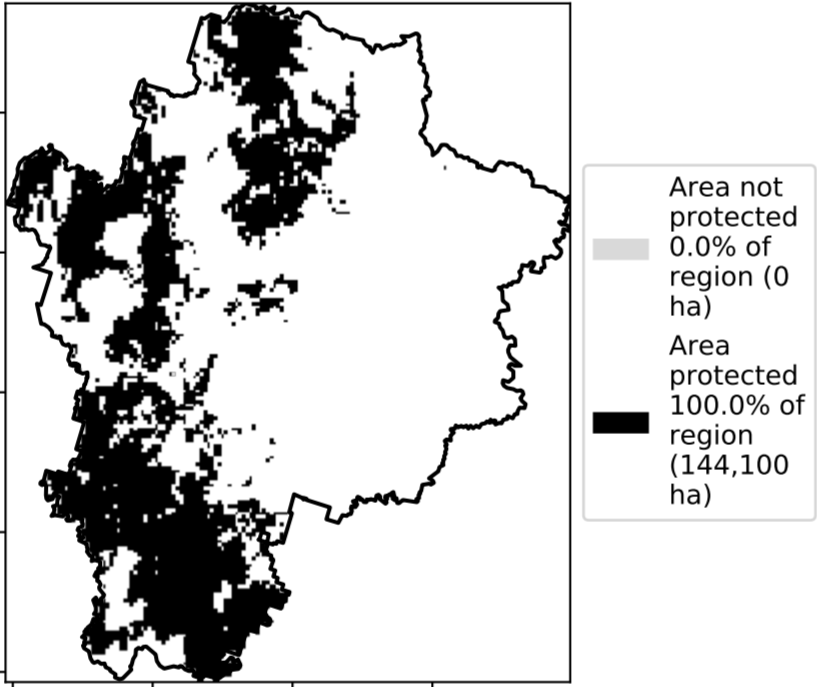 Area not
protected
0.0% of
region (0
ha)
Area
protected
100.0% of
region
(144,100
ha)